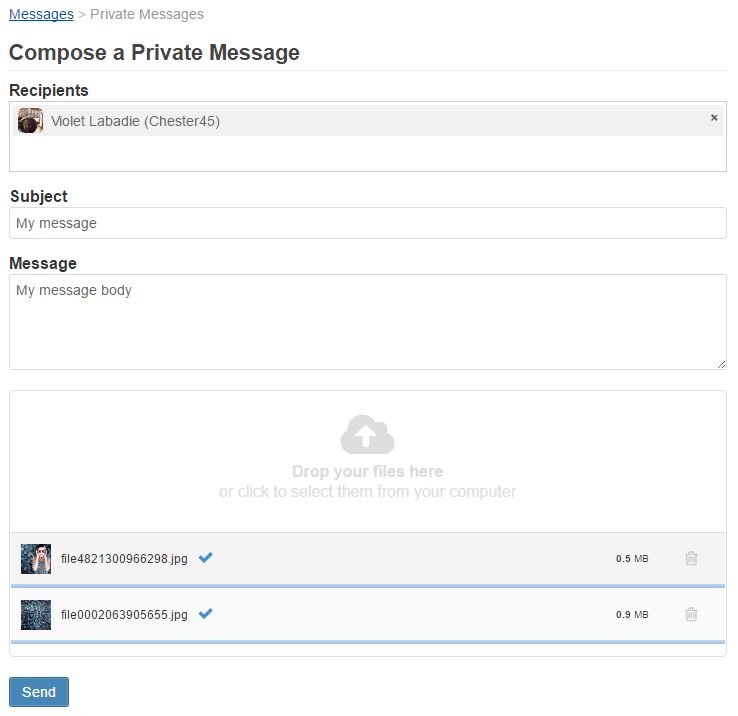 Messages > Private Messages
Compose a Private Message
Recipients
Violet Labadie (Chester45) ×
Subject
My message
Message
My message body
Drop your files here
or click to select them from your computer
file4821300966298.jpg 0.5 MB
file0002063905655.jpg 0.9 MB
Send